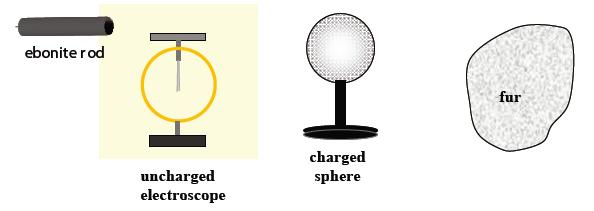 ebonite rod
uncharged
electroscope
charged
sphere
fur